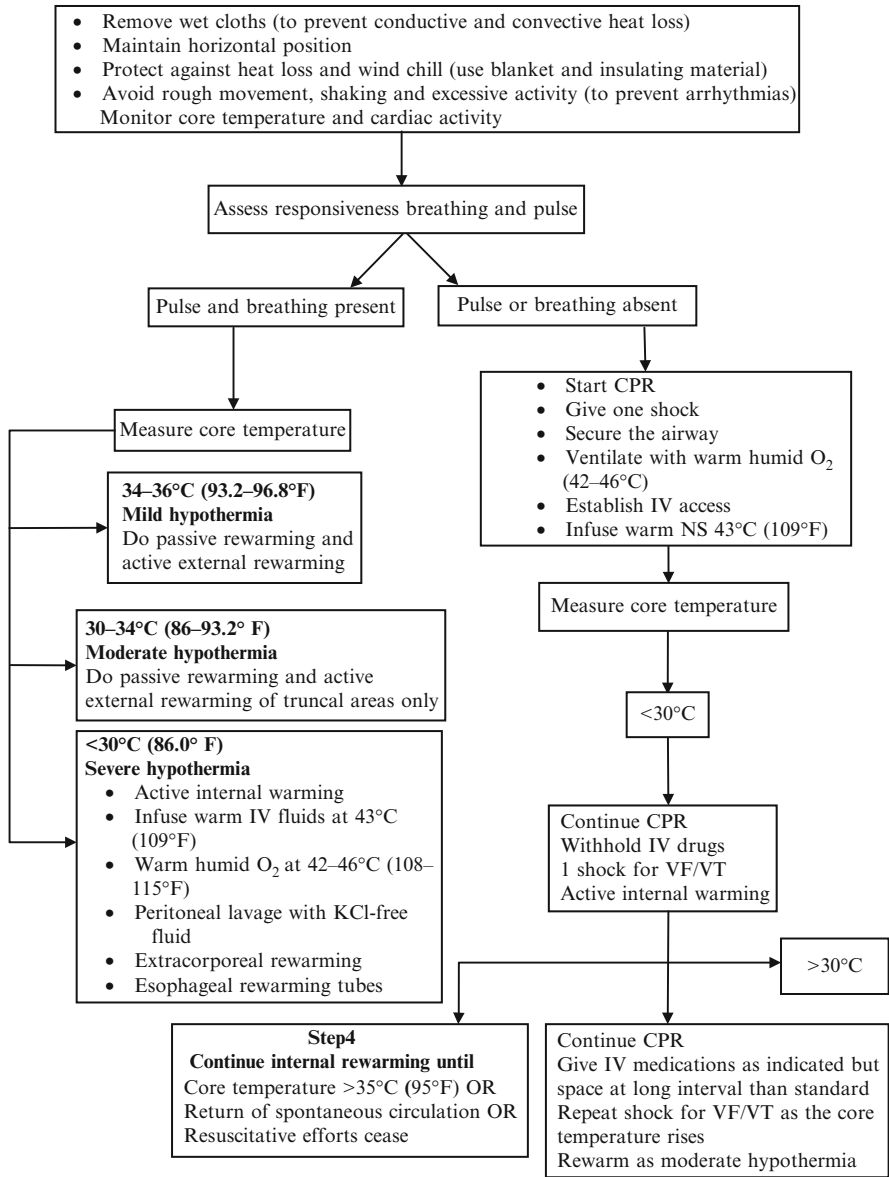 • Remove wet cloths (to prevent conductive and convective heat loss)
• Maintain horizontal position
• Protect against heat loss and wind chill (use blanket and insulating material)
• Avoid rough movement, shaking and excessive activity (to prevent arrhythmias)
Monitor core temperature and cardiac activity
Assess responsiveness breathing and pulse
Pulse and breathing present
Pulse or breathing absent
Measure core temperature
34–36°C (93.2–96.8°F)
Mild hypothermia
Do passive rewarming and
active external rewarming
30–34°C (86–93.2° F)
Moderate hypothermia
Do passive rewarming and active
external rewarming of truncal areas only
<30°C (86.0° F)
Severe hypothermia
• Active internal warming
• Infuse warm IV fluids at 43°C
(109°F)
• Warm humid O₂ at 42–46°C (108–
115°F)
• Peritoneal lavage with KCl-free
fluid
• Extracorporeal rewarming
• Esophageal rewarming tubes
• Start CPR
• Give one shock
• Secure the airway
• Ventilate with warm humid O₂
(42–46°C)
• Establish IV access
• Infuse warm NS 43°C (109°F)
Measure core temperature
<30°C
Continue CPR
Withhold IV drugs
1 shock for VF/VT
Active internal warming
>30°C
Step4
Continue internal rewarming until
Core temperature >35°C (95°F) OR
Return of spontaneous circulation OR
Resuscitative efforts cease
Continue CPR
Give IV medications as indicated but
space at long interval than standard
Repeat shock for VF/VT as the core
temperature rises
Rewarm as moderate hypothermia